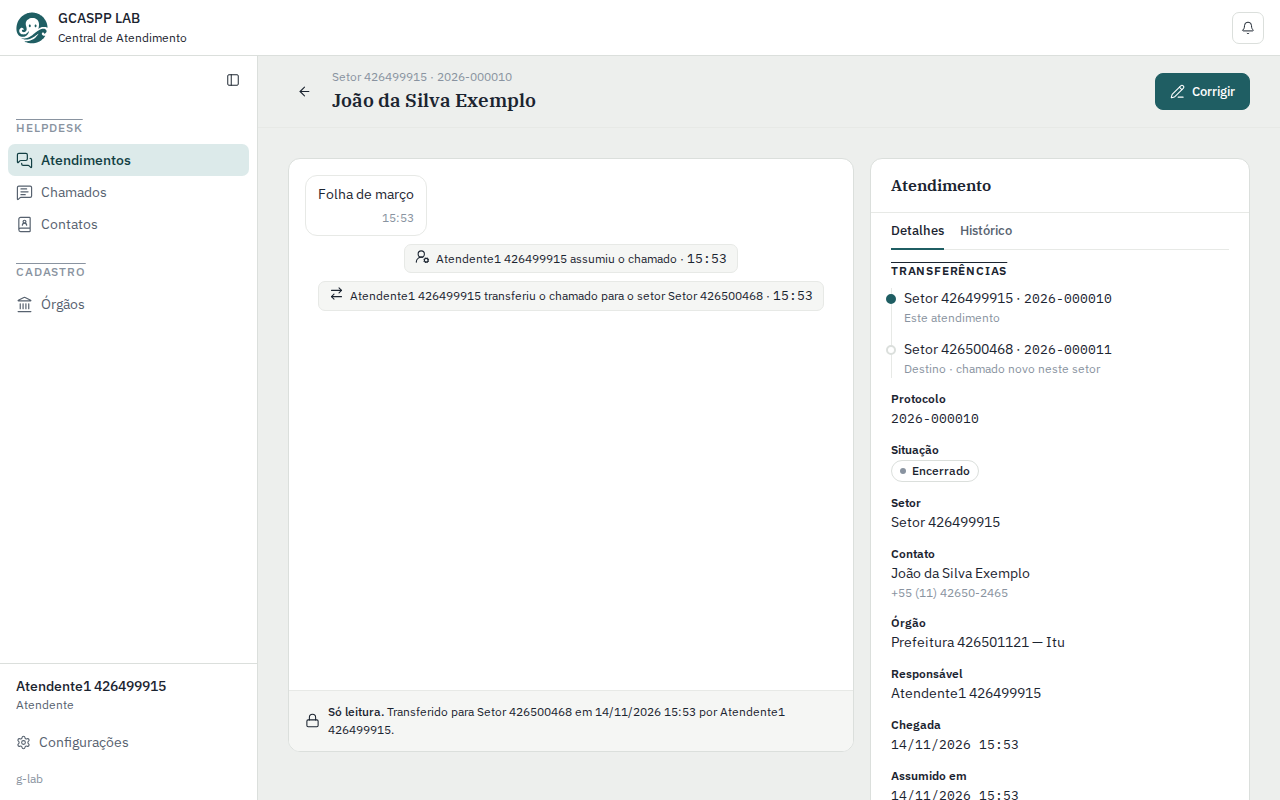 GCASPP LAB
Central de Atendimento
HELPDESK
Atendimentos
Chamados
Contatos
CADASTRO
Órgãos
Atendente1 426499915
Atendente
Configurações
g-lab
Setor 426499915 · 2026-000010
João da Silva Exemplo
Corrigir
Folha de março
15:53
Atendente1 426499915 assumiu o chamado · 15:53
Atendente1 426499915 transferiu o chamado para o setor Setor 426500468 · 15:53
Só leitura. Transferido para Setor 426500468 em 14/11/2026 15:53 por Atendente1
426499915.
Atendimento
Detalhes Histórico
TRANSFERÊNCIAS
Setor 426499915 · 2026-000010
Este atendimento
Setor 426500468 · 2026-000011
Destino · chamado novo neste setor
Protocolo
2026-000010
Situação
Encerrado
Setor
Setor 426499915
Contato
João da Silva Exemplo
+55 (11) 42650-2465
Órgão
Prefeitura 426501121 — Itu
Responsável
Atendente1 426499915
Chegada
14/11/2026 15:53
Assumido em
14/11/2026 15:53